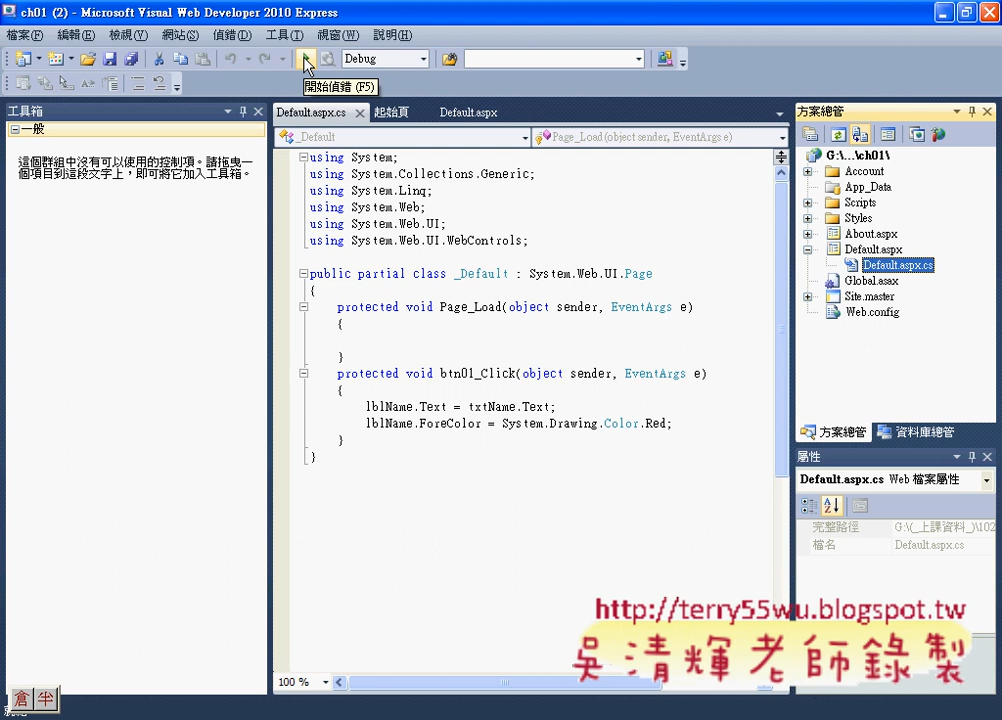 ch01 (2) - Microsoft Visual Web Developer 2010 Express
檔案(F) 編輯(E) 檢視(V) 網站(S) 偵錯(D) 工具(T) 視窗(W) 說明(H)
Debug
開始偵錯 (F5)
工具箱
一般
這個群組中沒有可以使用的控制項。請拖曳一
個項目到這段文字上，即可將它加入工具箱。
Default.aspx.cs 起始頁 Default.aspx
_Default Page_Load(object sender, EventArgs e)
using System;
using System.Collections.Generic;
using System.Linq;
using System.Web;
using System.Web.UI;
using System.Web.UI.WebControls;
public partial class _Default : System.Web.UI.Page
{
protected void Page_Load(object sender, EventArgs e)
{
}
protected void btn01_Click(object sender, EventArgs e)
{
lblName.Text = txtName.Text;
lblName.ForeColor = System.Drawing.Color.Red;
}
}
100 %
方案總管
G:\...\ch01\
Account
App_Data
Scripts
Styles
About.aspx
Default.aspx
Default.aspx.cs
Global.asax
Site.master
Web.config
方案總管 資料庫總管
屬性
Default.aspx.cs Web 檔案屬性
完整路徑 G:\(_上課資料_)\102
檔名 Default.aspx.cs
http://terry55wu.blogspot.tw
吳清輝老師錄製
倉 半